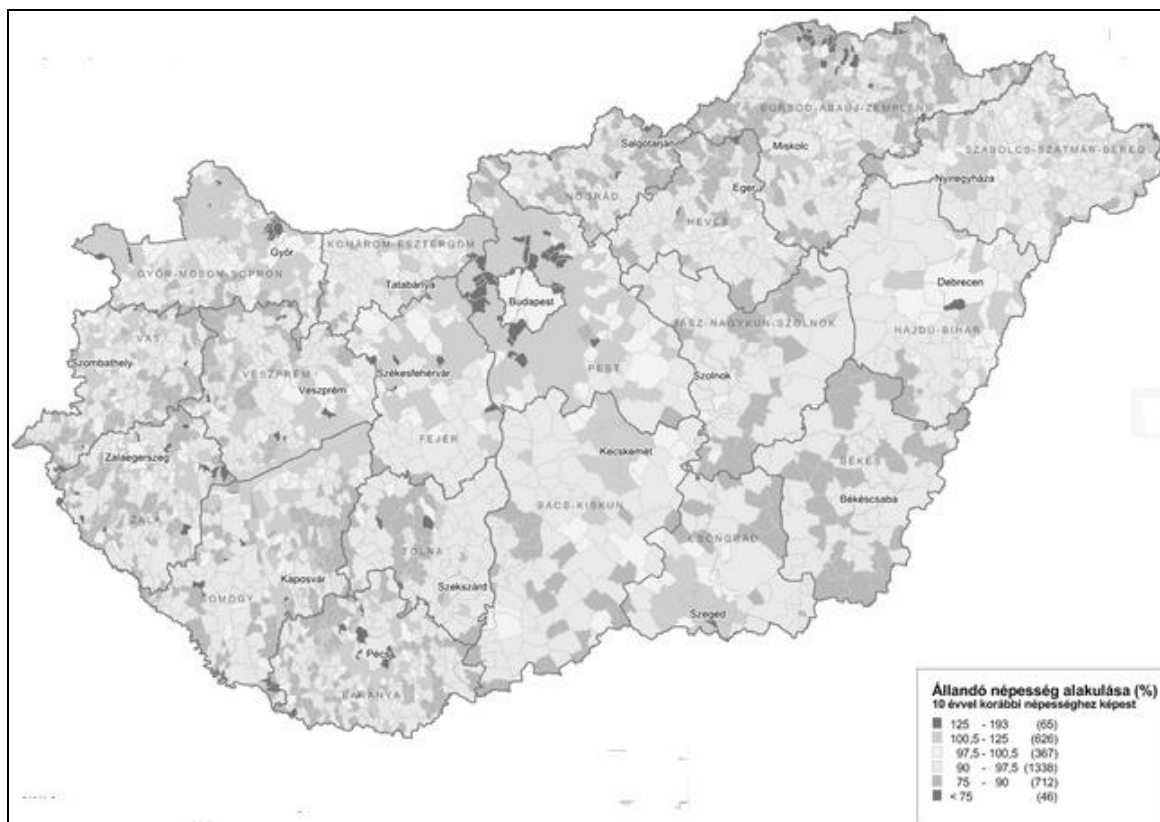 BORSOD-ABAÚJ-ZEMPLÉN
Salgótarján
Miskolc
SZABOLCS-SZATMÁR-BEREG
Nyíregyháza
Eger
NÓGRÁD
HEVES
Győr
KOMÁROM-ESZTERGOM
GYŐR-MOSON-SOPRON
Tatabánya
Budapest
Debrecen
JÁSZ-NAGYKUN-SZOLNOK
HAJDÚ-BIHAR
VAS
Szombathely
VESZPRÉM
Székesfehérvár
PEST
Szolnok
Veszprém
FEJÉR
Zalaegerszeg
Kecskemét
BÉKÉS
Békéscsaba
ZALA
BÁCS-KISKUN
CSONGRÁD
TOLNA
Kaposvár
Szekszárd
SOMOGY
Szeged
Pécs
BARANYA
Állandó népesség alakulása (%)
10 évvel korábbi népességhez képest
125 - 193 (65)
100,5 - 125 (626)
97,5 - 100,5 (367)
90 - 97,5 (1338)
75 - 90 (712)
< 75 (46)